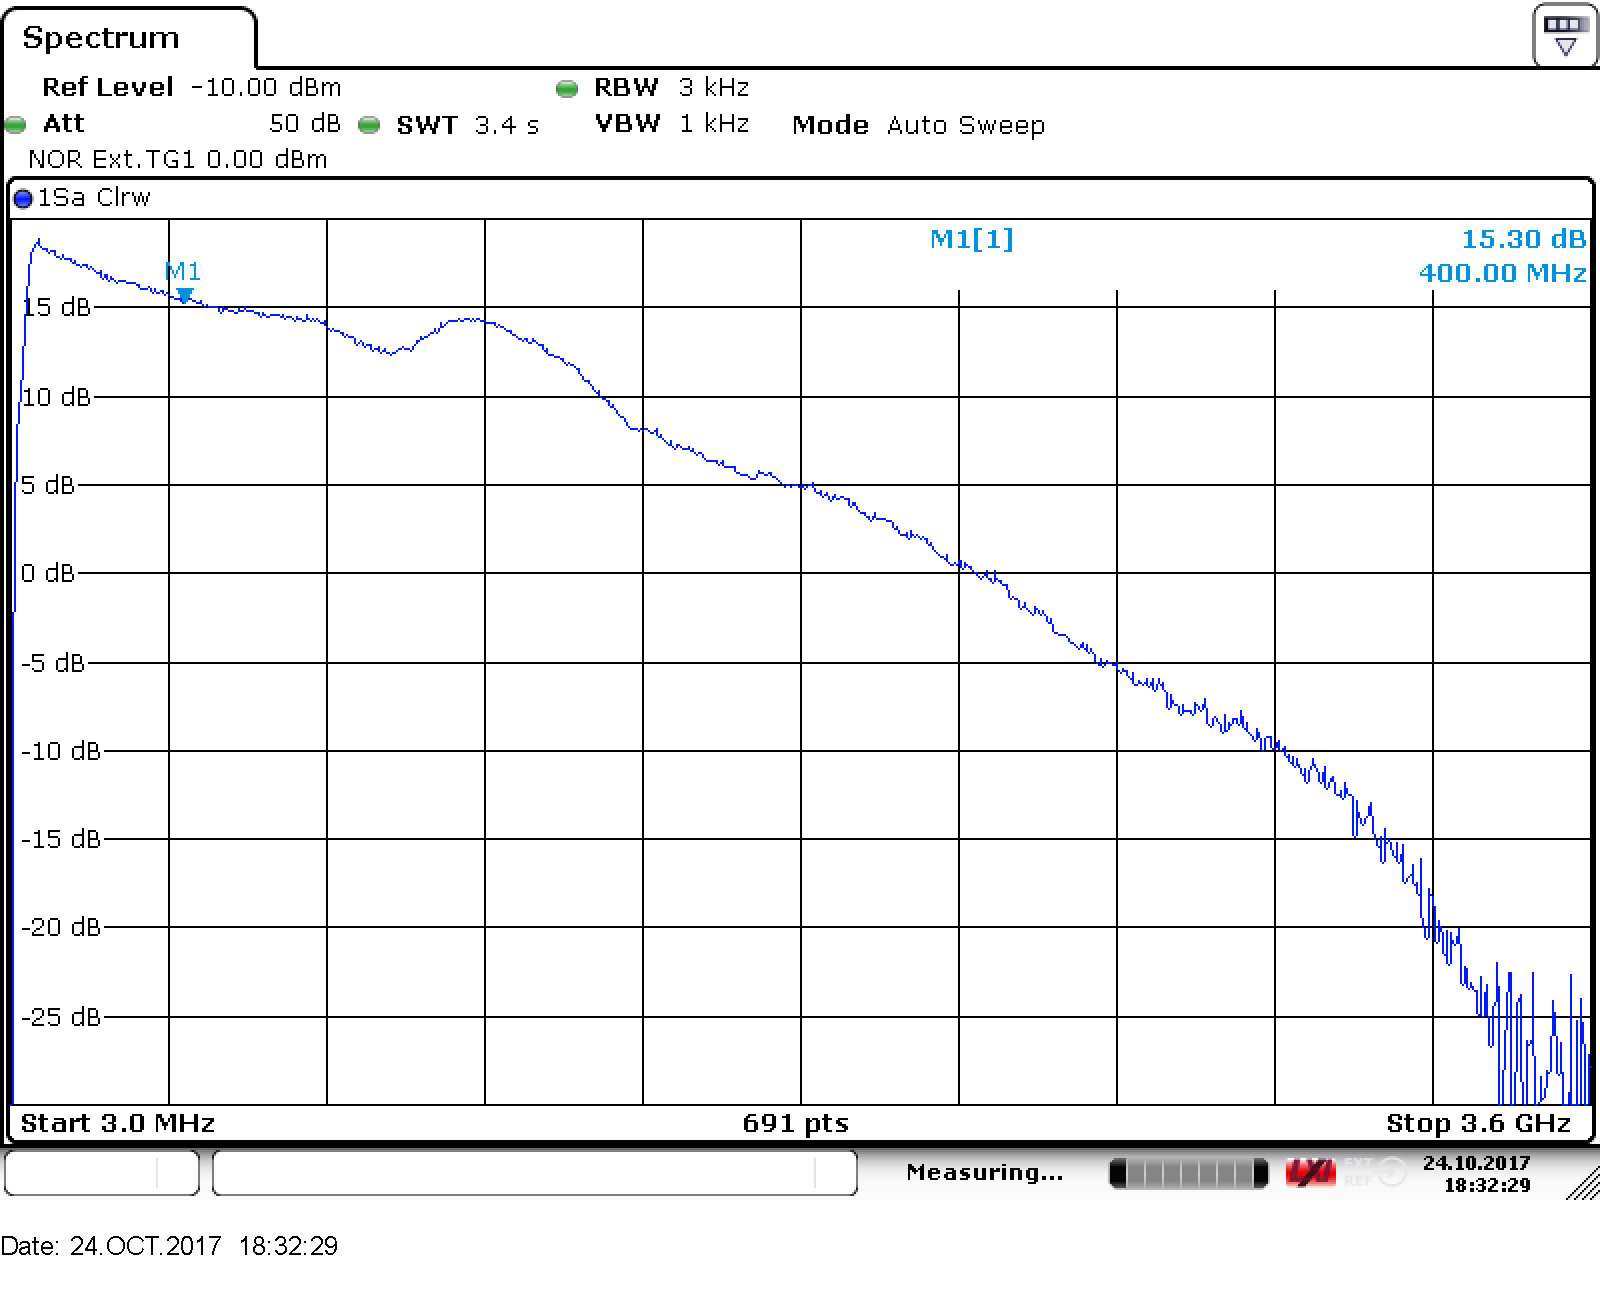 Spectrum
Ref Level -10.00 dBm RBW 3 kHz
Att 50 dB SWT 3.4 s VBW 1 kHz Mode Auto Sweep
NOR Ext.TG1 0.00 dBm
1Sa Clrw
M1[1] 15.30 dB
400.00 MHz
M1
15 dB
10 dB
5 dB
0 dB
-5 dB
-10 dB
-15 dB
-20 dB
-25 dB
Start 3.0 MHz 691 pts Stop 3.6 GHz
Measuring... LXI EXT REF 24.10.2017
18:32:29
Date: 24.OCT.2017 18:32:29